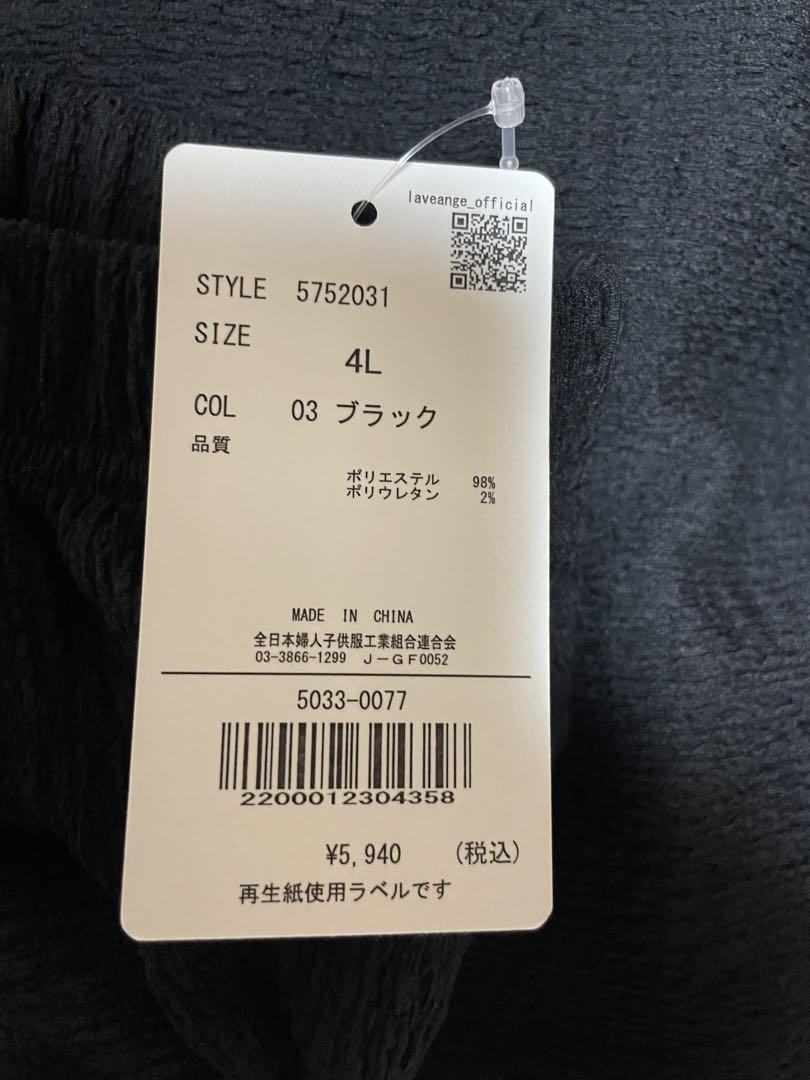 laveange_official
STYLE 5752031
SIZE
4L
COL 03 ブラック
品質
ポリエステル 98%
ポリウレタン 2%
MADE IN CHINA
全日本婦人子供服工業組合連合会
03-3866-1299 J－GF0052
5033-0077
2200012304358
¥5,940 (税込)
再生紙使用ラベルです